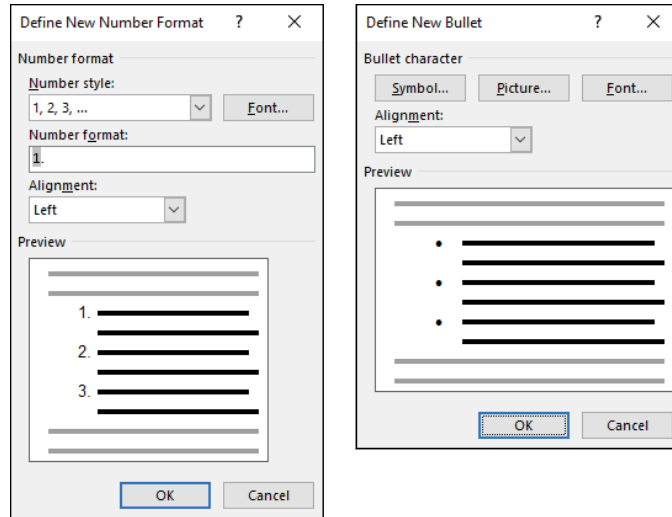 Define New Number Format ? ×
Number format
Number style:
1, 2, 3, ... Font...
Number format:
1.
Alignment:
Left
Preview
1.
2.
3.
OK Cancel
Define New Bullet ? ×
Bullet character
Symbol... Picture... Font...
Alignment:
Left
Preview
•
•
•
OK Cancel